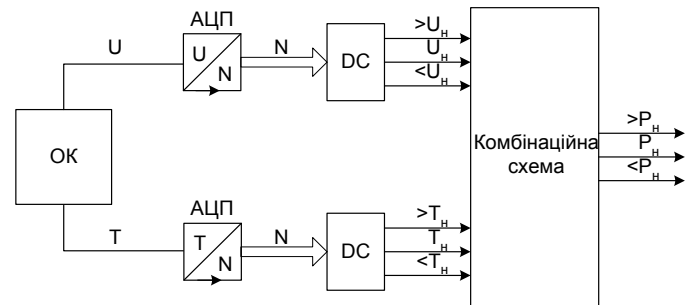 АЦП
U
U
N
N
DC
>Uн
Uн
<Uн
ОК
Комбінаційна
схема
>Pн
Pн
<Pн
АЦП
T
T
N
N
DC
>Tн
Tн
<Tн